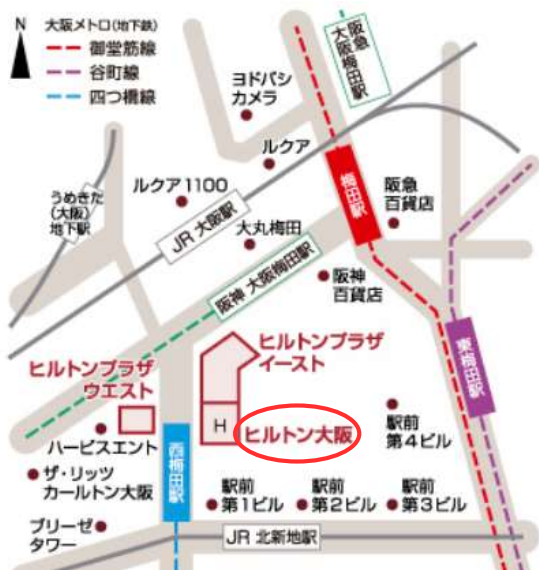 N
大阪メトロ(地下鉄)
御堂筋線
谷町線
四つ橋線
阪急
大阪梅田駅
ヨドバシ
カメラ
ルクア
ルクア1100
うめきた
(大阪)
地下駅
JR 大阪駅
大丸梅田
梅田駅
阪急
百貨店
阪神 大阪梅田駅
阪神
百貨店
ヒルトンプラザ
イースト
ヒルトンプラザ
ウエスト
東梅田駅
H
ヒルトン大阪
駅前
第4ビル
ハービスエント
ザ・リッツ
カールトン大阪
西梅田駅
駅前
第1ビル
駅前
第2ビル
駅前
第3ビル
ブリーゼ
タワー
JR 北新地駅